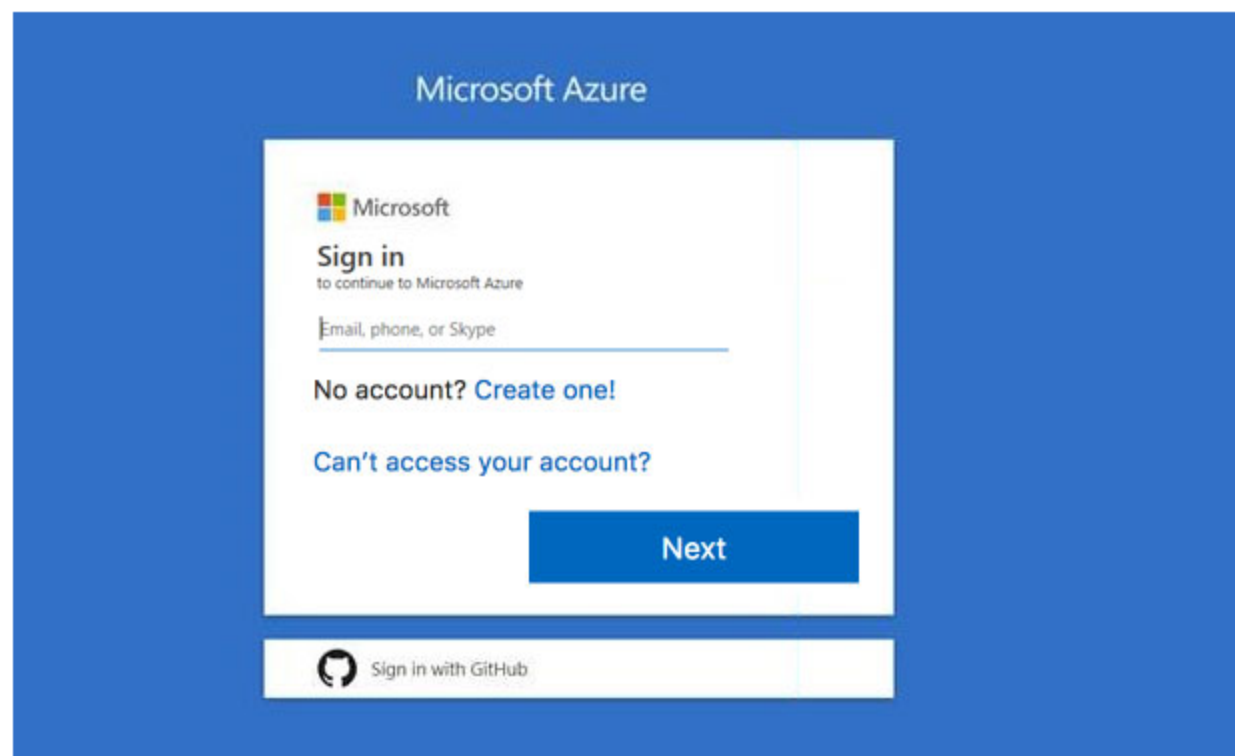 Microsoft Azure
Microsoft
Sign in
to continue to Microsoft Azure
Email, phone, or Skype
No account? Create one!
Can't access your account?
Next
Sign in with GitHub